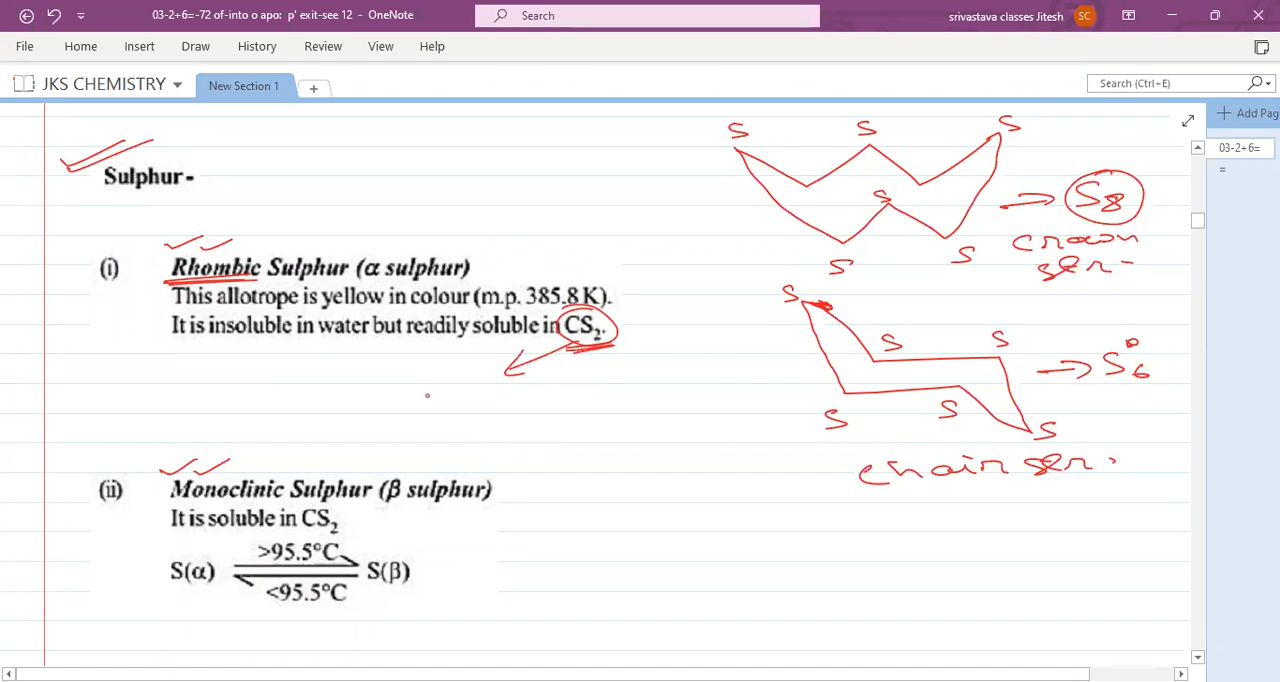 03-2+6=-72 of-into o apo: p' exit-see 12 - OneNote
Search
srivastava classes Jitesh
SC
File Home Insert Draw History Review View Help
JKS CHEMISTRY
New Section 1
+
Search (Ctrl+E)
Add Pag
03-2+6=
=
Sulphur-
(i) Rhombic Sulphur (α sulphur)
This allotrope is yellow in colour (m.p. 385.8 K).
It is insoluble in water but readily soluble in CS₂.
(ii) Monoclinic Sulphur (β sulphur)
It is soluble in CS₂
>95.5°C
S(α) ⇌ S(β)
<95.5°C
S S S
S
S S
→ S₈
crown
S
S S
S S
S
→ S₆
chair